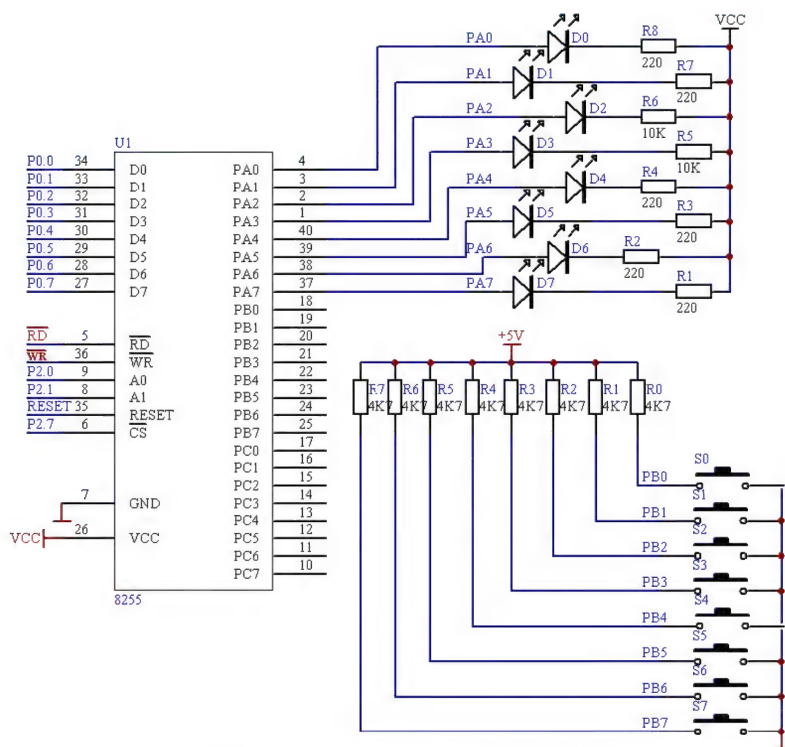 VCC
PA0 D0 R8 220
PA1 D1 R7 220
PA2 D2 R6 10K
PA3 D3 R5 10K
PA4 D4 R4 220
PA5 D5 R3 220
PA6 D6 R2 220
PA7 D7 R1 220
U1
P0.0 34 D0 PA0 4
P0.1 33 D1 PA1 3
P0.2 32 D2 PA2 2
P0.3 31 D3 PA3 1
P0.4 30 D4 PA4 40
P0.5 29 D5 PA5 39
P0.6 28 D6 PA6 38
P0.7 27 D7 PA7 37
PB0 18
PB1 19
RD 5 RD PB2 20
WR 36 WR PB3 21
P2.0 9 A0 PB4 22
P2.1 8 A1 PB5 23
RESET 35 RESET PB6 24
P2.7 6 CS PB7 25
PC0 17
PC1 16
PC2 15
7 GND PC3 14
PC4 13
VCC 26 VCC PC5 12
PC6 11
PC7 10
8255
+5V
R7 R6 R5 R4 R3 R2 R1 R0
4K7 4K7 4K7 4K7 4K7 4K7 4K7 4K7
S0
PB0
S1
PB1
S2
PB2
S3
PB3
S4
PB4
S5
PB5
S6
PB6
S7
PB7